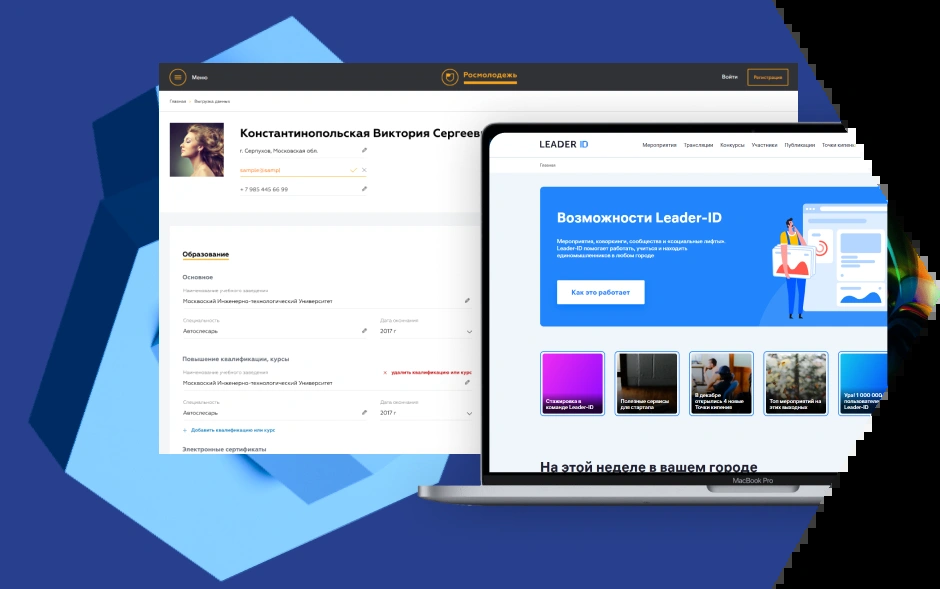 Меню
Росмолодежь
Войти
Регистрация
Главная / Выгрузка данных
Константинопольская Виктория Сергеев
г. Серпухов, Московская обл.
+ 7 985 445 66 99
Образование
Основное
Наименование учебного заведения
Московский Инженерно-технологический Университет
Специальность
Дата окончания
Автослесарь
2017 г
Повышение квалификации, курсы
Наименование учебного заведения
× удалить квалификацию или курс
Московский Инженерно-технологический Университет
Специальность
Дата окончания
Автослесарь
2017 г
+ Добавить квалификацию или курс
Электронные сертификаты
LEADER ID
Мероприятия Трансляции Конкурсы Участники Публикации Точки кипен
Главная
Возможности Leader-ID
Мероприятия, коворкинги, сообщества и «социальные лифты».
Leader-ID помогает работать, учиться и находить
единомышленников в любом городе
Как это работает
Стажировка в
команде Leader-ID
Полезные сервисы
для стартапа
В декабре
открылись 4 новые
Точки кипения
Топ мероприятий на
этих выходных
Ура! 1 000 000
пользователе
Leader-ID
На этой неделе в вашем городе
MacBook Pro